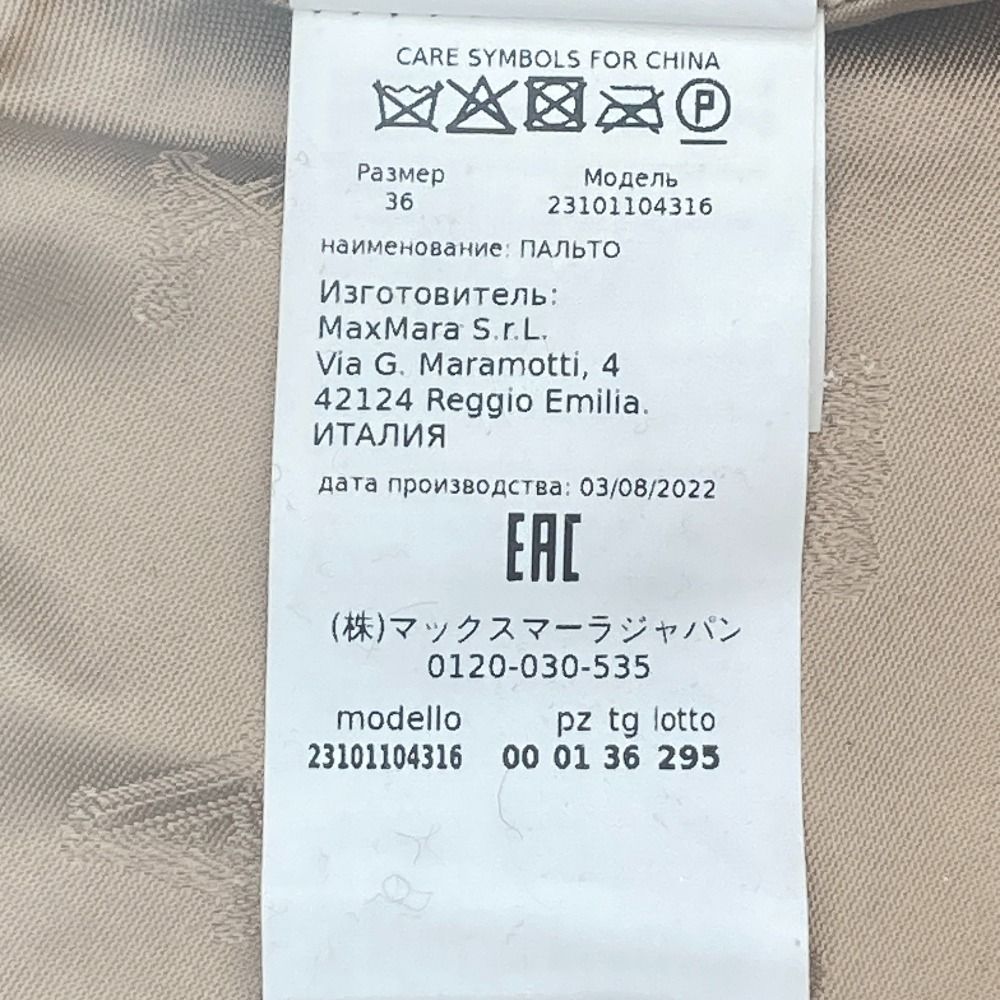 CARE SYMBOLS FOR CHINA
P
Размер Модель
36 23101104316
наименование: ПАЛЬТО
Изготовитель:
MaxMara S.r.L.
Via G. Maramotti, 4
42124 Reggio Emilia.
ИТАЛИЯ
дата производства: 03/08/2022
EAC
(株)マックスマーラジャパン
0120-030-535
modello pz tg lotto
23101104316 00 01 36 295